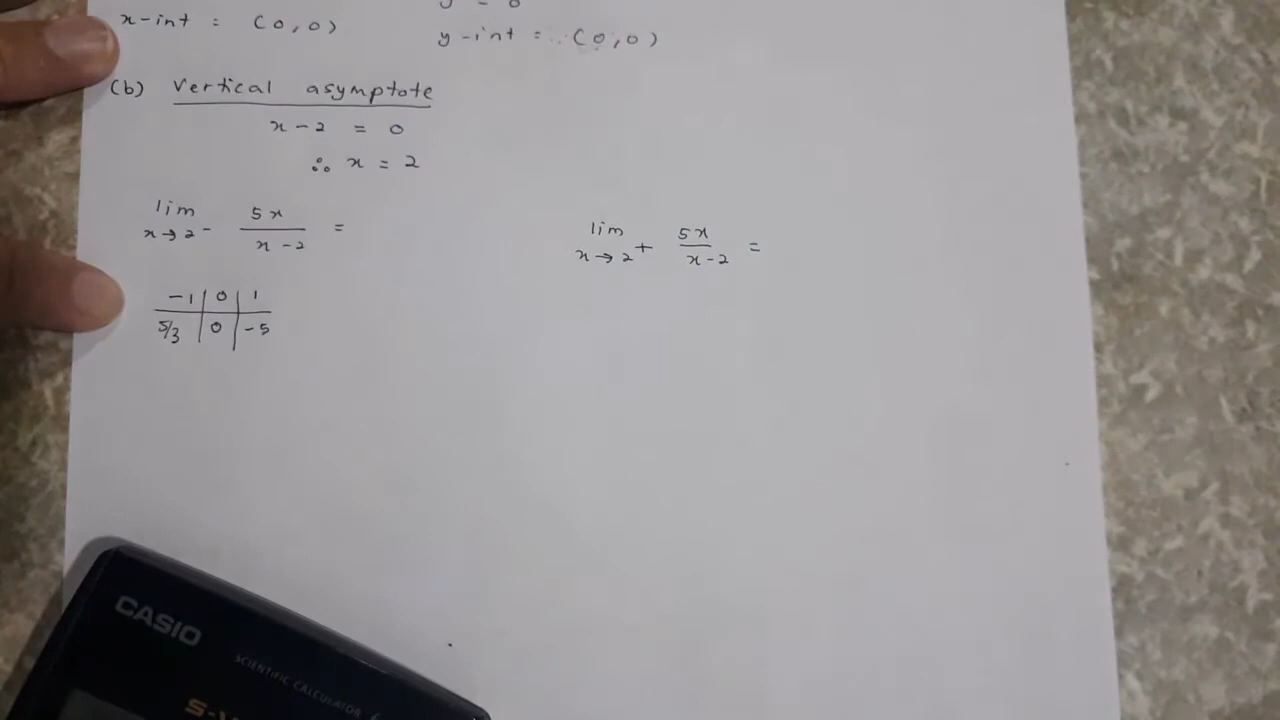 x-int = (0,0)
y-int = (0,0)
(b) Vertical asymptote
x-2 = 0
∴ x = 2
lim x→2⁻ 5x/(x-2) =
lim x→2⁺ 5x/(x-2) =
-1 | 0 | 1
5/3 | 0 | -5
CASIO
SCIENTIFIC CALCULATOR